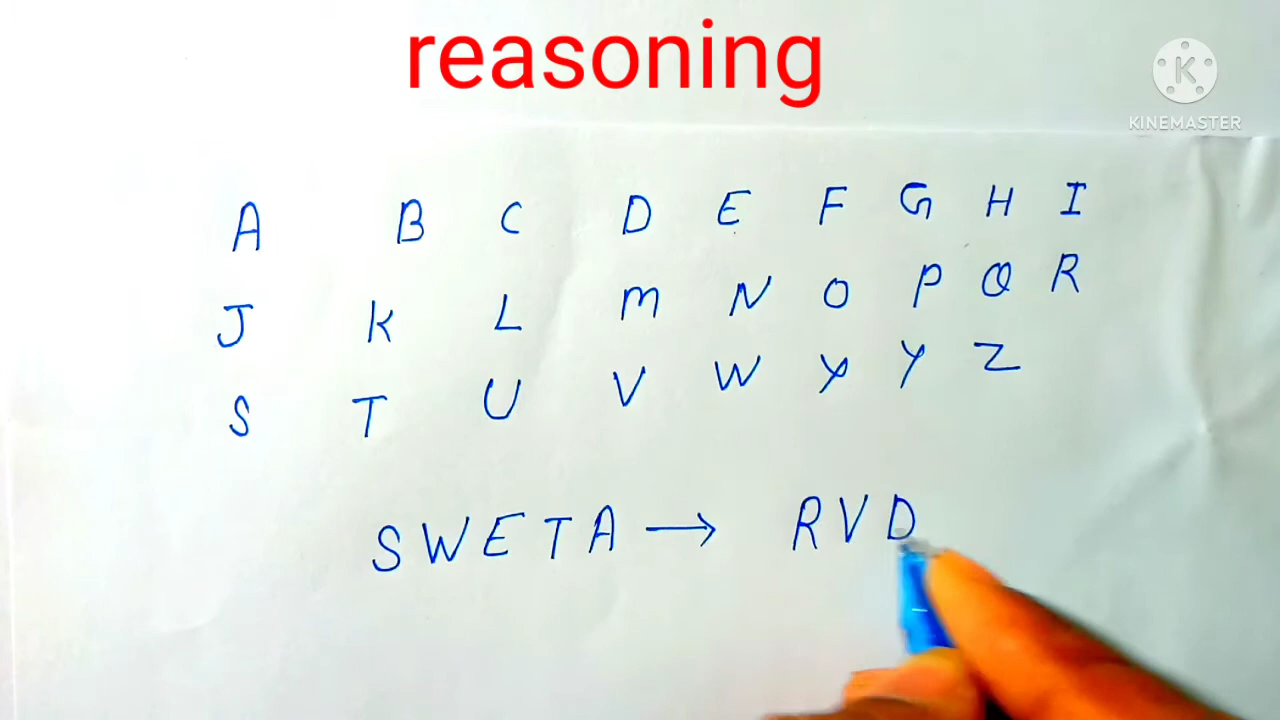 reasoning
KINEMASTER
A B C D E F G H I
J K L M N O P Q R
S T U V W X Y Z
SWETA → RVD